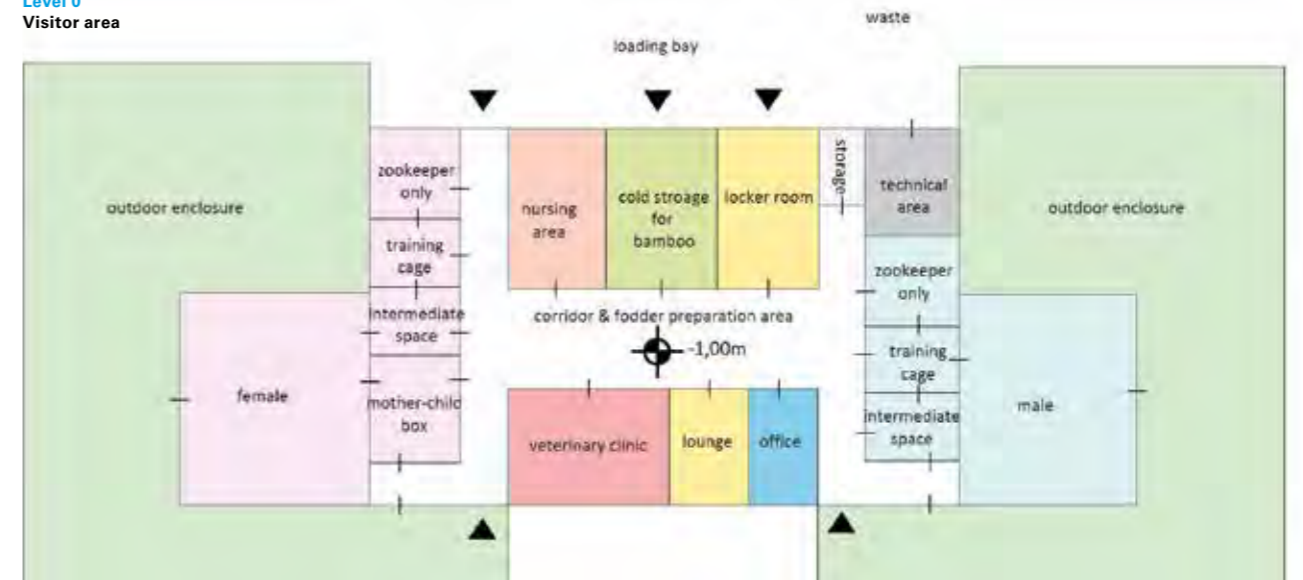 Level 0
Visitor area
waste
loading bay
outdoor enclosure
zookeeper
only
training
cage
intermediate
space
mother-child
box
female
nursing
area
cold stroage
for
bamboo
locker room
storage
technical
area
zookeeper
only
training
cage
intermediate
space
outdoor enclosure
male
corridor & fodder preparation area
-1,00m
veterinary clinic
lounge
office